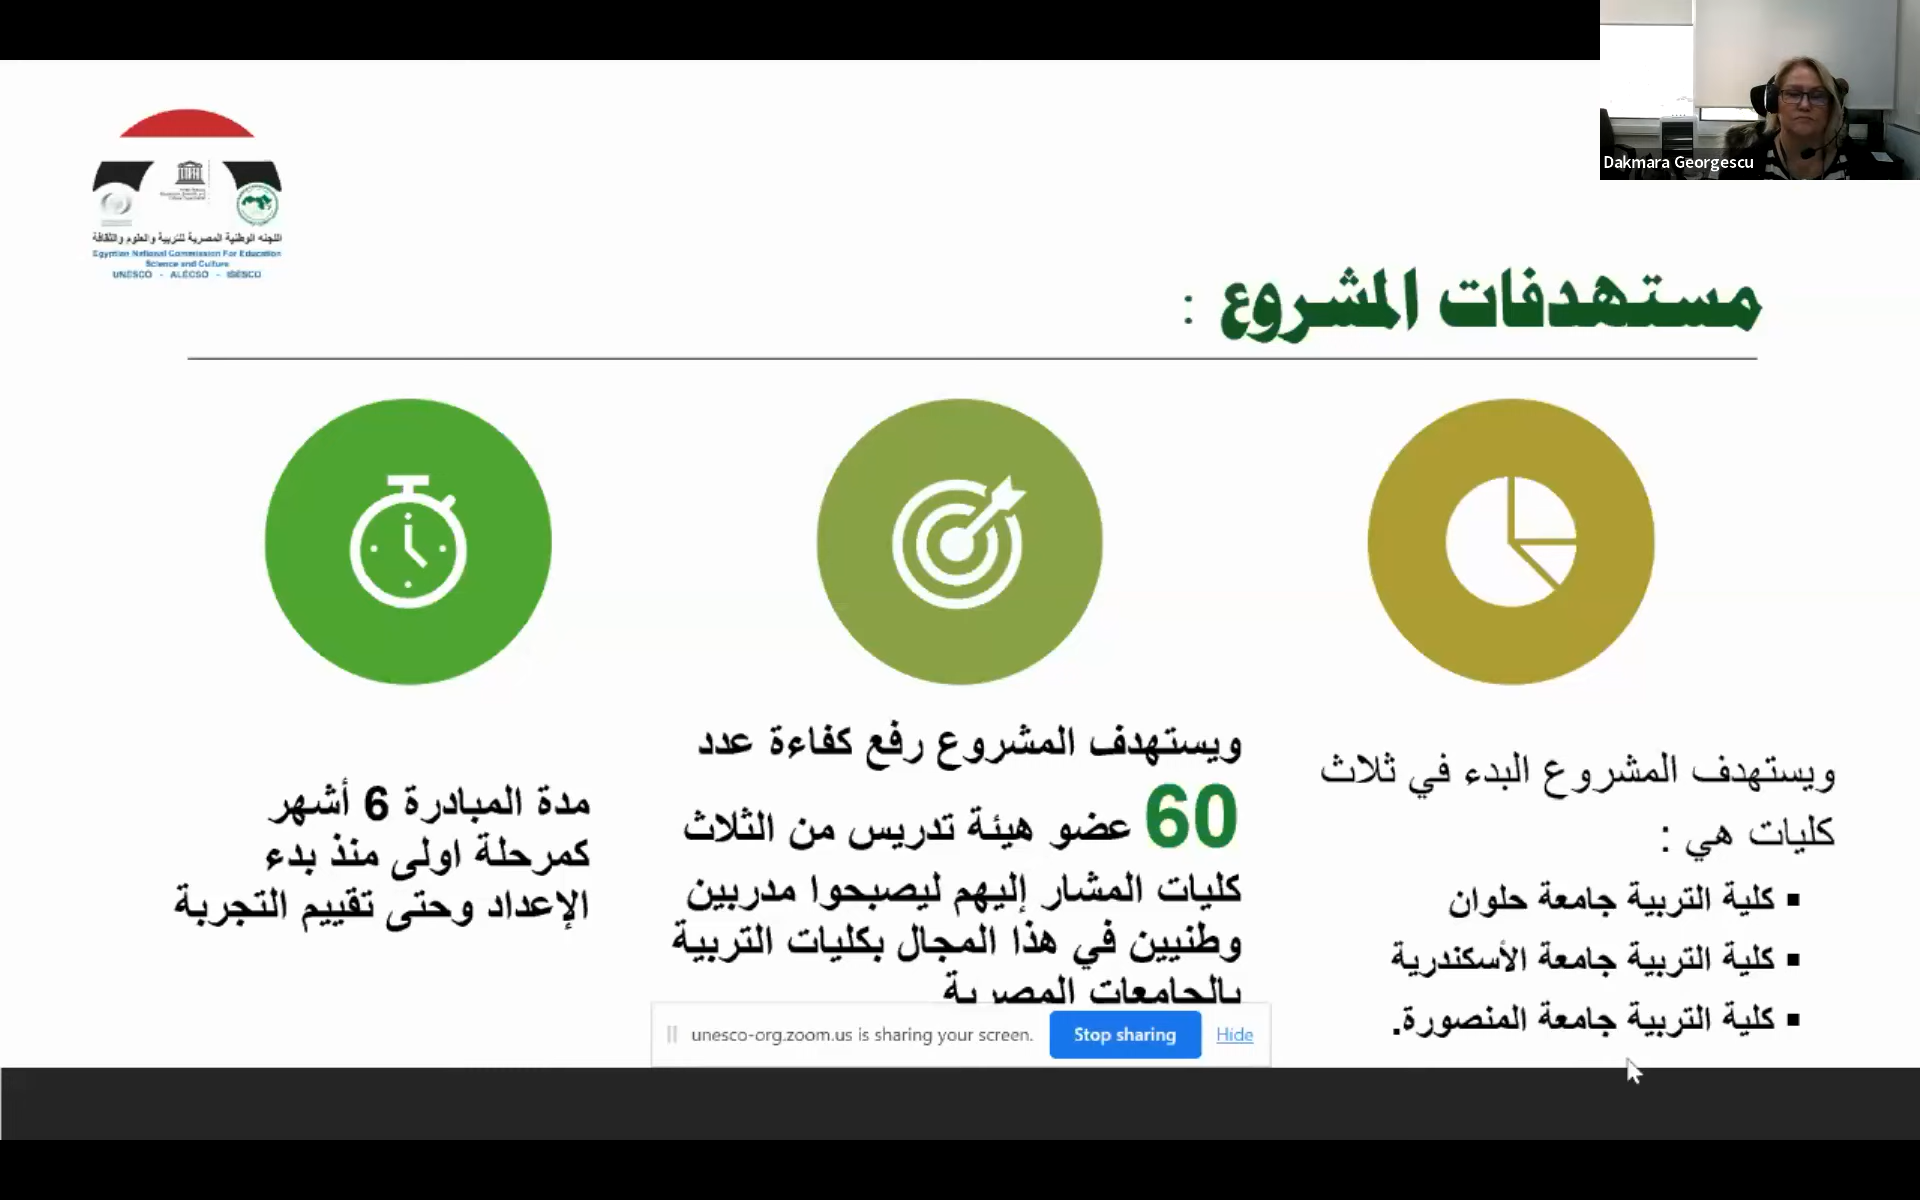 Dakmara Georgescu
اللجنه الوطنية المصرية للتربية والعلوم والثقافة
Egyptian National Commission For Education
Science and Culture
UNESCO - ALECSO - ISESCO
مستهدفات المشروع :
ويستهدف المشروع البدء في ثلاث
كليات هي :
▪ كلية التربية جامعة حلوان
▪ كلية التربية جامعة الأسكندرية
▪ كلية التربية جامعة المنصورة.
ويستهدف المشروع رفع كفاءة عدد
60 عضو هيئة تدريس من الثلاث
كليات المشار إليهم ليصبحوا مدربين
وطنيين في هذا المجال بكليات التربية
بالجامعات المصرية
مدة المبادرة 6 أشهر
كمرحلة اولى منذ بدء
الإعداد وحتى تقييم التجربة
unesco-org.zoom.us is sharing your screen.
Stop sharing
Hide